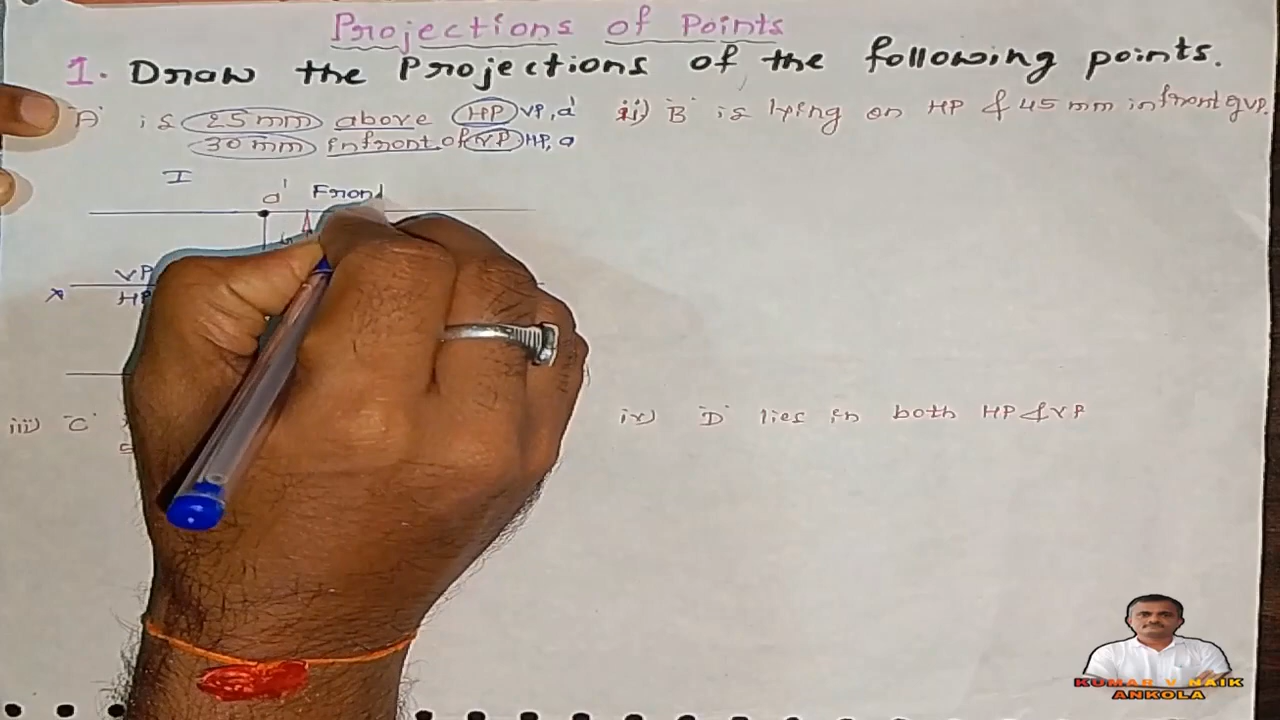 Projections of Points
1. Draw the Projections of the following points.
'A' is 25mm above HP VP, a'
30mm infront of VP HP, a
ii) 'B' is lying on HP & 45mm infront of VP.
I
a' Front
VP
X
HP
iii) 'C'
iv) 'D' lies in both HP & VP
KUMAR V NAIK
ANKOLA